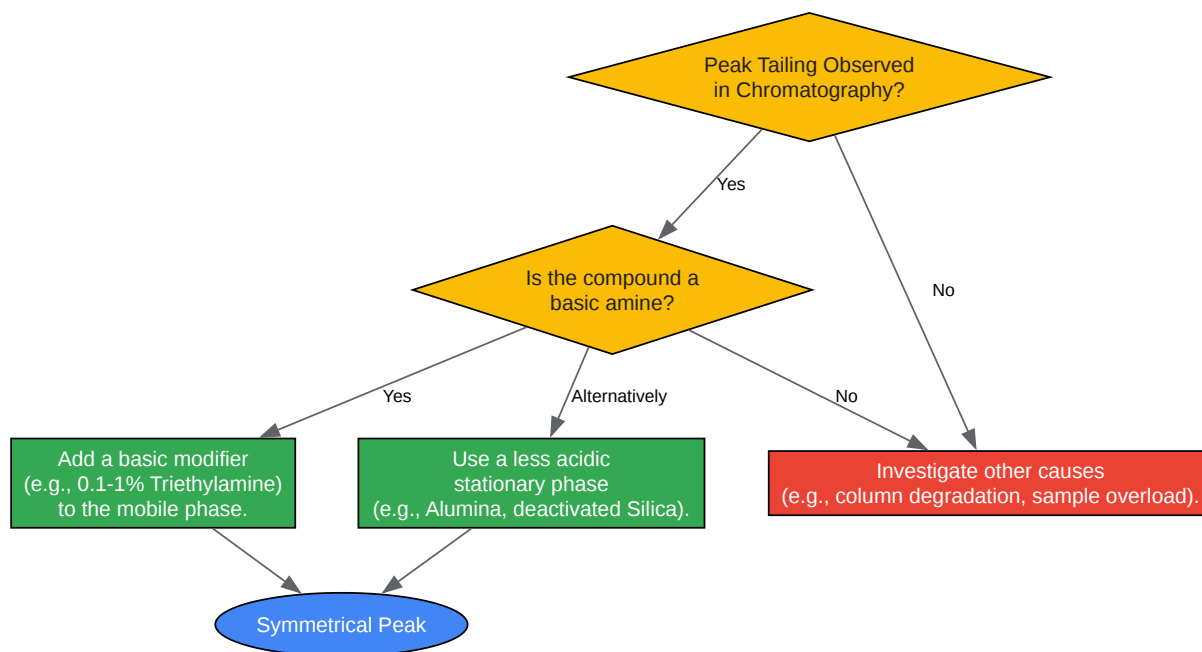 Peak Tailing Observed
in Chromatography?
Yes
No
Is the compound a
basic amine?
Yes
Alternatively
No
Add a basic modifier
(e.g., 0.1-1% Triethylamine)
to the mobile phase.
Use a less acidic
stationary phase
(e.g., Alumina, deactivated Silica).
Investigate other causes
(e.g., column degradation, sample overload).
Symmetrical Peak